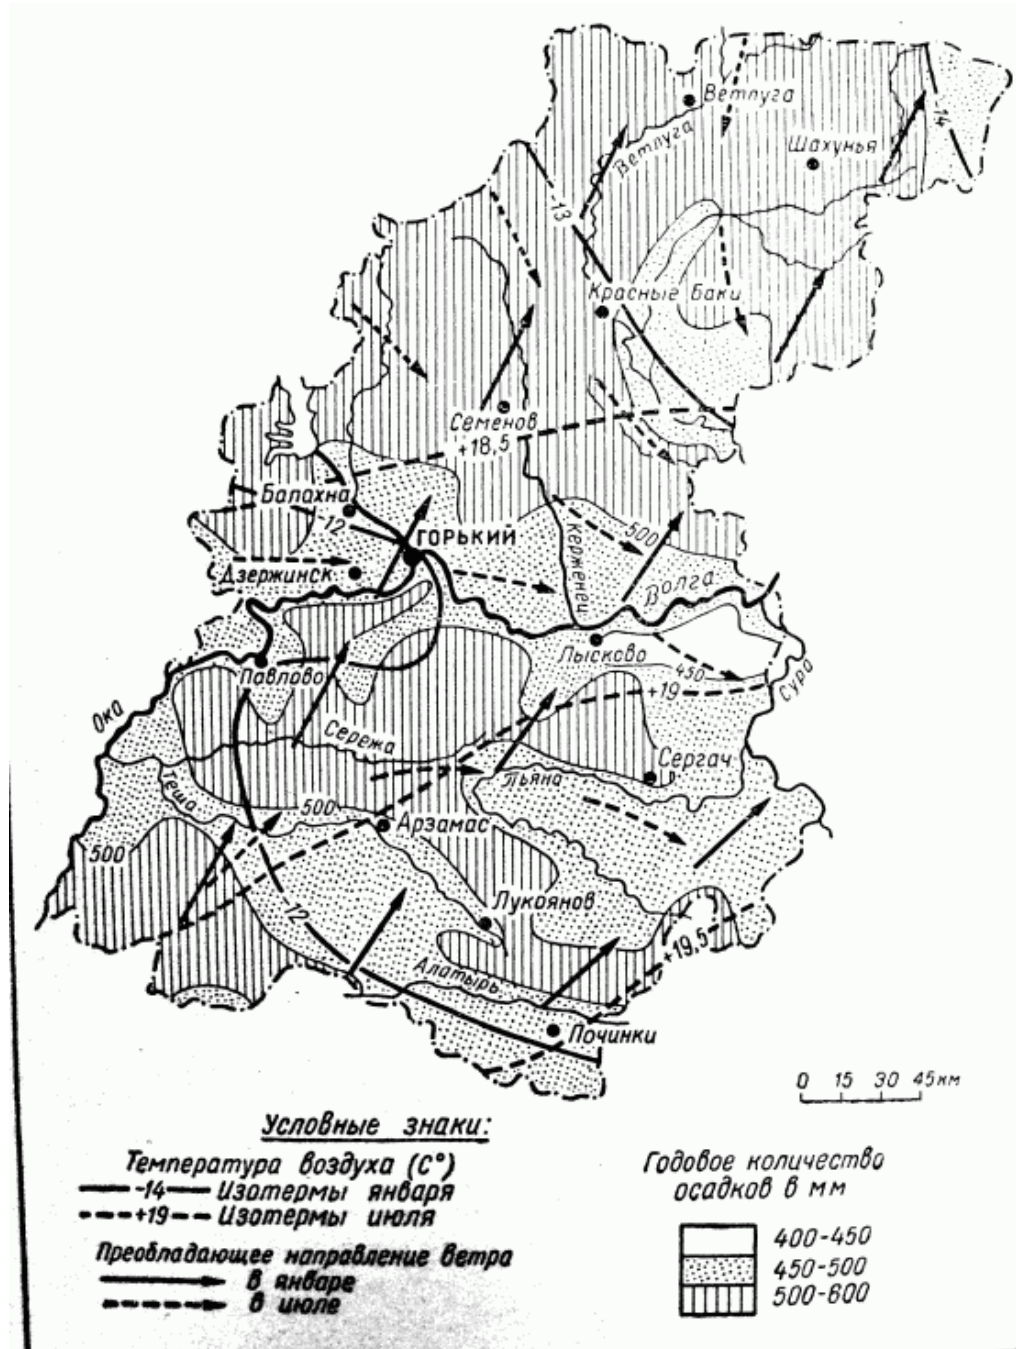 Ветлуга
Ветлуга
14
Шахунья
13
Красные Баки
Семенов
+18,5
Балахна
-12
ГОРЬКИЙ
500
Керженец
Дзержинск
Волга
Лысково
450
Павлово
+19
Сура
Ока
Сережа
Сергач
Пьяна
Теша
500
Арзамас
500
Лукоянов
12
+19,5
Алатырь
Починки
0 15 30 45км
Условные знаки:
Температура воздуха (С°)
-14 Изотермы января
+19 Изотермы июля
Преобладающее направление ветра
в январе
в июле
Годовое количество
осадков в мм
400-450
450-500
500-600